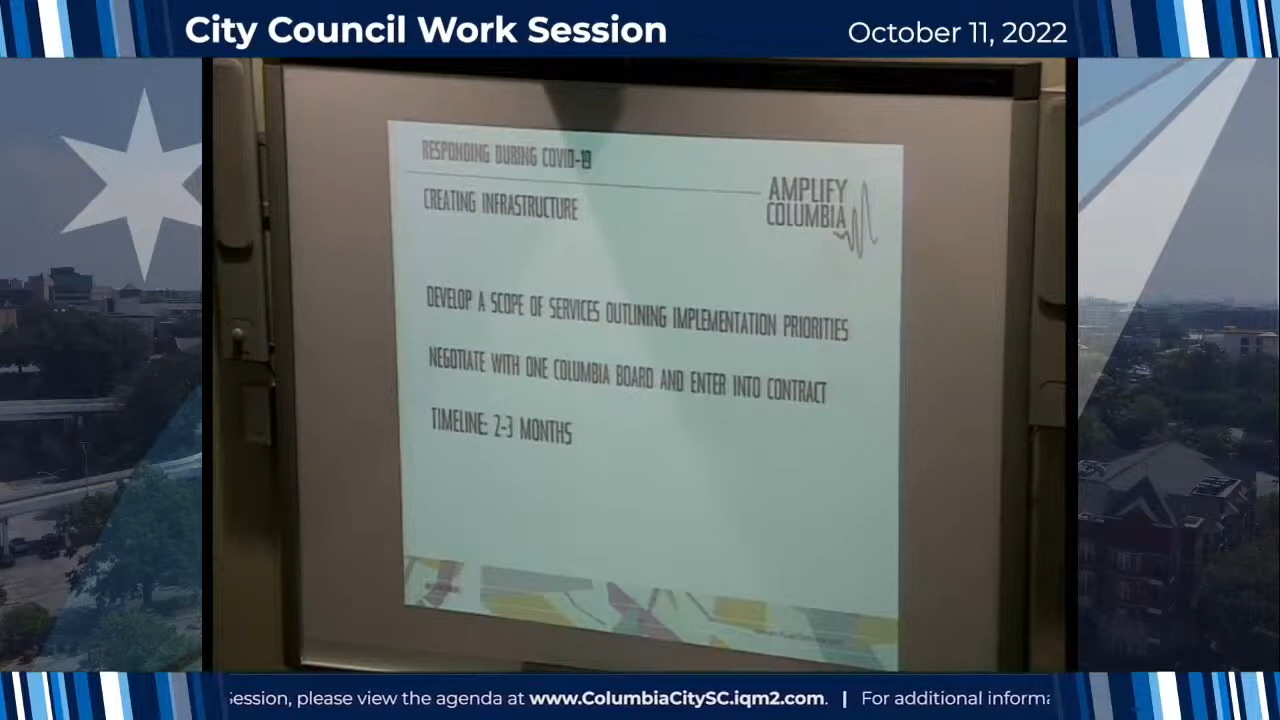 City Council Work Session
October 11, 2022
RESPONDING DURING COVID-19
CREATING INFRASTRUCTURE
AMPLIFY
COLUMBIA
DEVELOP A SCOPE OF SERVICES OUTLINING IMPLEMENTATION PRIORITIES
NEGOTIATE WITH ONE COLUMBIA BOARD AND ENTER INTO CONTRACT
TIMELINE: 2-3 MONTHS
Session, please view the agenda at www.ColumbiaCitySC.iqm2.com. | For additional informa